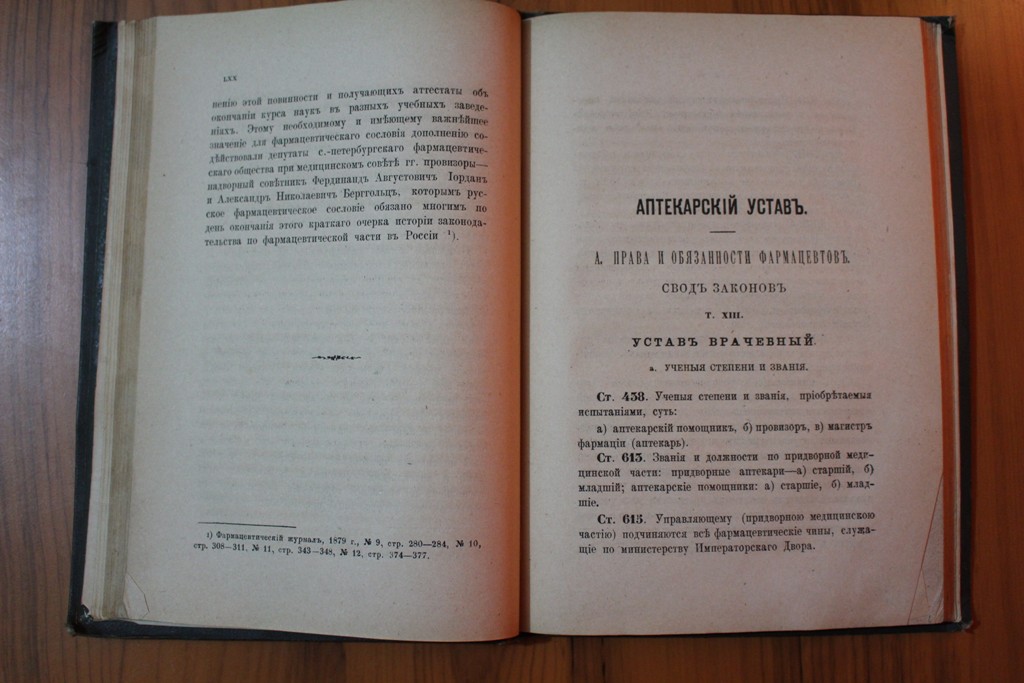 LXX
ненію этой повинности и получающихъ аттестаты объ
окончаніи курса наукъ въ разныхъ учебныхъ заведе-
ніяхъ. Этому необходимому и имѣющему важнѣйшее
значеніе для фармацевтическаго сословія дополненію со-
дѣйствовали депутаты с.-петербургскаго фармацевтиче-
скаго общества при медицинскомъ совѣтѣ гг. провизоры—
надворный совѣтникъ Фердинандъ Августовичъ Іорданъ
и Александръ Николаевичъ Бергголцъ, которымъ рус-
ское фармацевтическое сословіе обязано многимъ по
день окончанія этого краткаго очерка исторіи законода-
тельства по фармацевтической части въ Россіи ¹).
1) Фармацевтическій журналъ, 1879 г., № 9, стр. 280—284, № 10,
стр. 308—311, № 11, стр. 343—348, № 12, стр. 374—377.
АПТЕКАРСКІЙ УСТАВЪ.
А. ПРАВА И ОБЯЗАННОСТИ ФАРМАЦЕВТОВЪ.
СВОДЪ ЗАКОНОВЪ
Т. XIII.
УСТАВЪ ВРАЧЕБНЫЙ.
а. УЧЕНЫЯ СТЕПЕНИ И ЗВАНІЯ.
Ст. 458. Ученыя степени и званія, пріобрѣтаемыя
испытаніями, суть:
а) аптекарскій помощникъ, б) провизоръ, в) магистръ
фармаціи (аптекарь).
Ст. 613. Званія и должности по придворной меди-
цинской части: придворные аптекари—а) старшій, б)
младшій; аптекарскіе помощники: а) старшіе, б) млад-
шіе.
Ст. 615. Управляющему (придворною медицинскою
частію) подчиняются всѣ фармацевтическіе чины, служа-
щіе по министерству Императорскаго Двора.